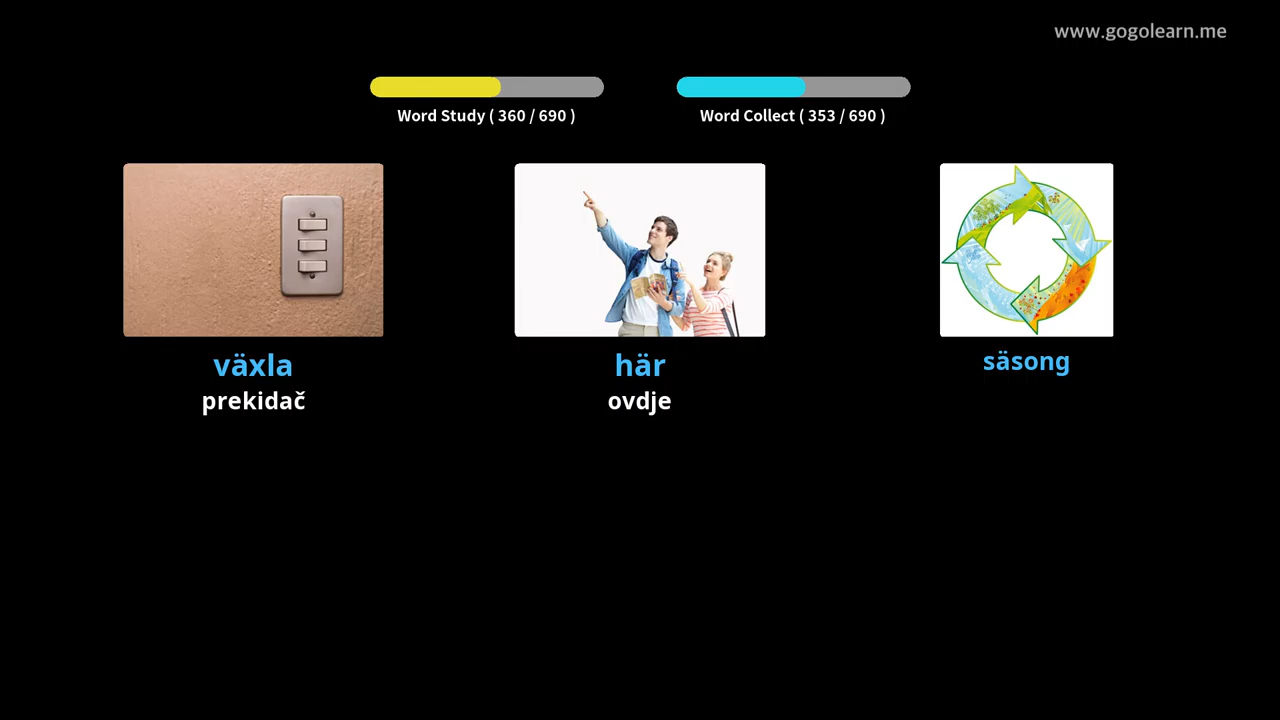 www.gogolearn.me
Word Study ( 360 / 690 )
Word Collect ( 353 / 690 )
växla
prekidač
här
ovdje
säsong